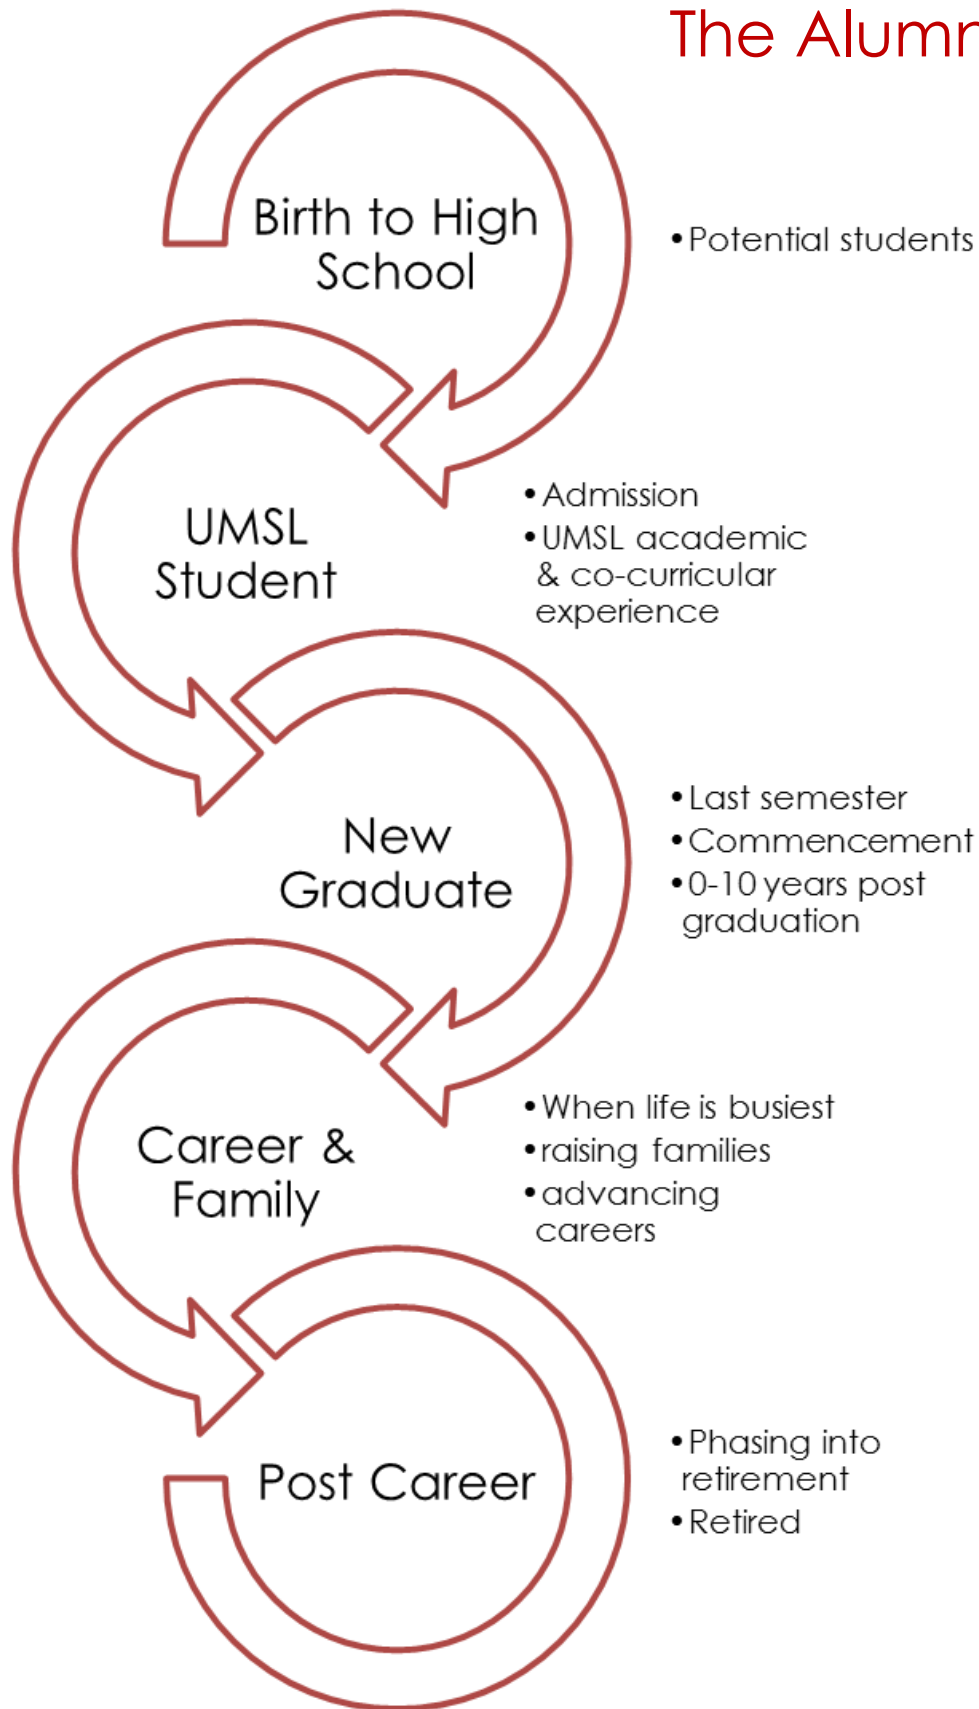 The Alumn
Birth to High
School
•Potential students
UMSL
Student
•Admission
•UMSL academic
& co-curricular
experience
New
Graduate
•Last semester
•Commencement
•0-10 years post
graduation
Career &
Family
•When life is busiest
•raising families
•advancing
careers
Post Career
•Phasing into
retirement
•Retired